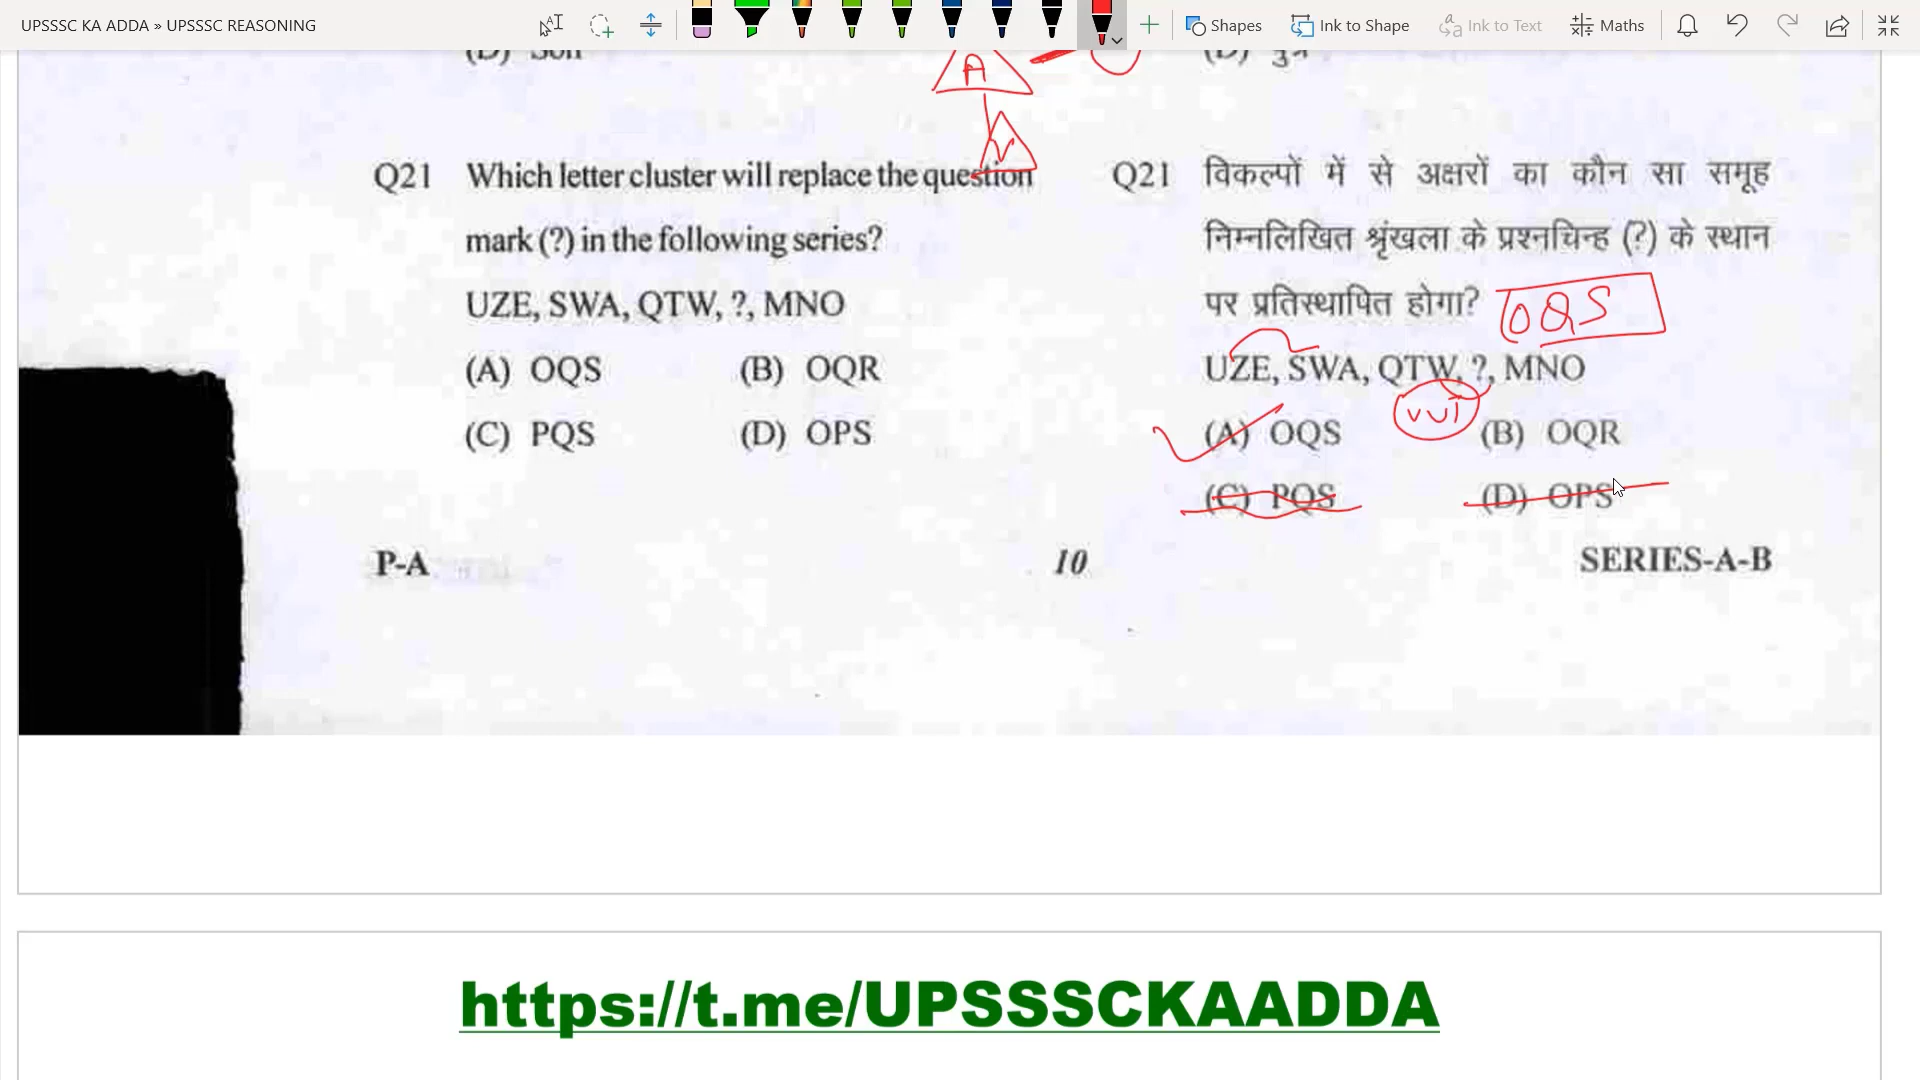 UPSSSC KA ADDA » UPSSSC REASONING
Shapes
Ink to Shape
Ink to Text
Maths
(D) Son
(D) पुत्र
A
Q21 Which letter cluster will replace the question
mark (?) in the following series?
UZE, SWA, QTW, ?, MNO
(A) OQS (B) OQR
(C) PQS (D) OPS
Q21 विकल्पों में से अक्षरों का कौन सा समूह
निम्नलिखित श्रृंखला के प्रश्नचिन्ह (?) के स्थान
पर प्रतिस्थापित होगा? OQS
UZE, SWA, QTW, ?, MNO
(A) OQS (B) OQR
(C) PQS (D) OPS
P-A 10 SERIES-A-B
https://t.me/UPSSSCKAADDA